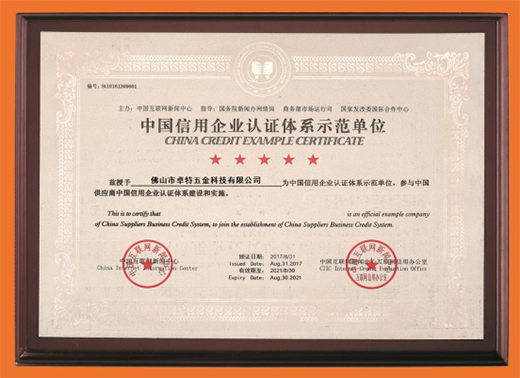 主办：中国互联网新闻中心 指导：国务院新闻办网络局 商务部市场运行司 国家发改委国际合作中心
中国信用企业认证体系示范单位
CHINA CREDIT EXAMPLE CERTIFICATE
★ ★ ★ ★ ★
兹授予 佛山市卓特五金科技有限公司 为中国信用企业认证体系示范单位，参与中国
供应商中国信用企业认证体系建设和实施。
This is to certify that is an official example company
of China Suppliers Business Credit System, to join the establishment of China Suppliers Business Credit System.
中国互联网新闻中心
China Internet Information Center
颁证日期： 2017/8/31
Issued Date: Aug.31.2017
有效期至： 2021/8/30
Expiry Date: Aug.30.2021
中国互联网新闻中心互联网信用办公室
CIIC Internet Credit Evaluation Office